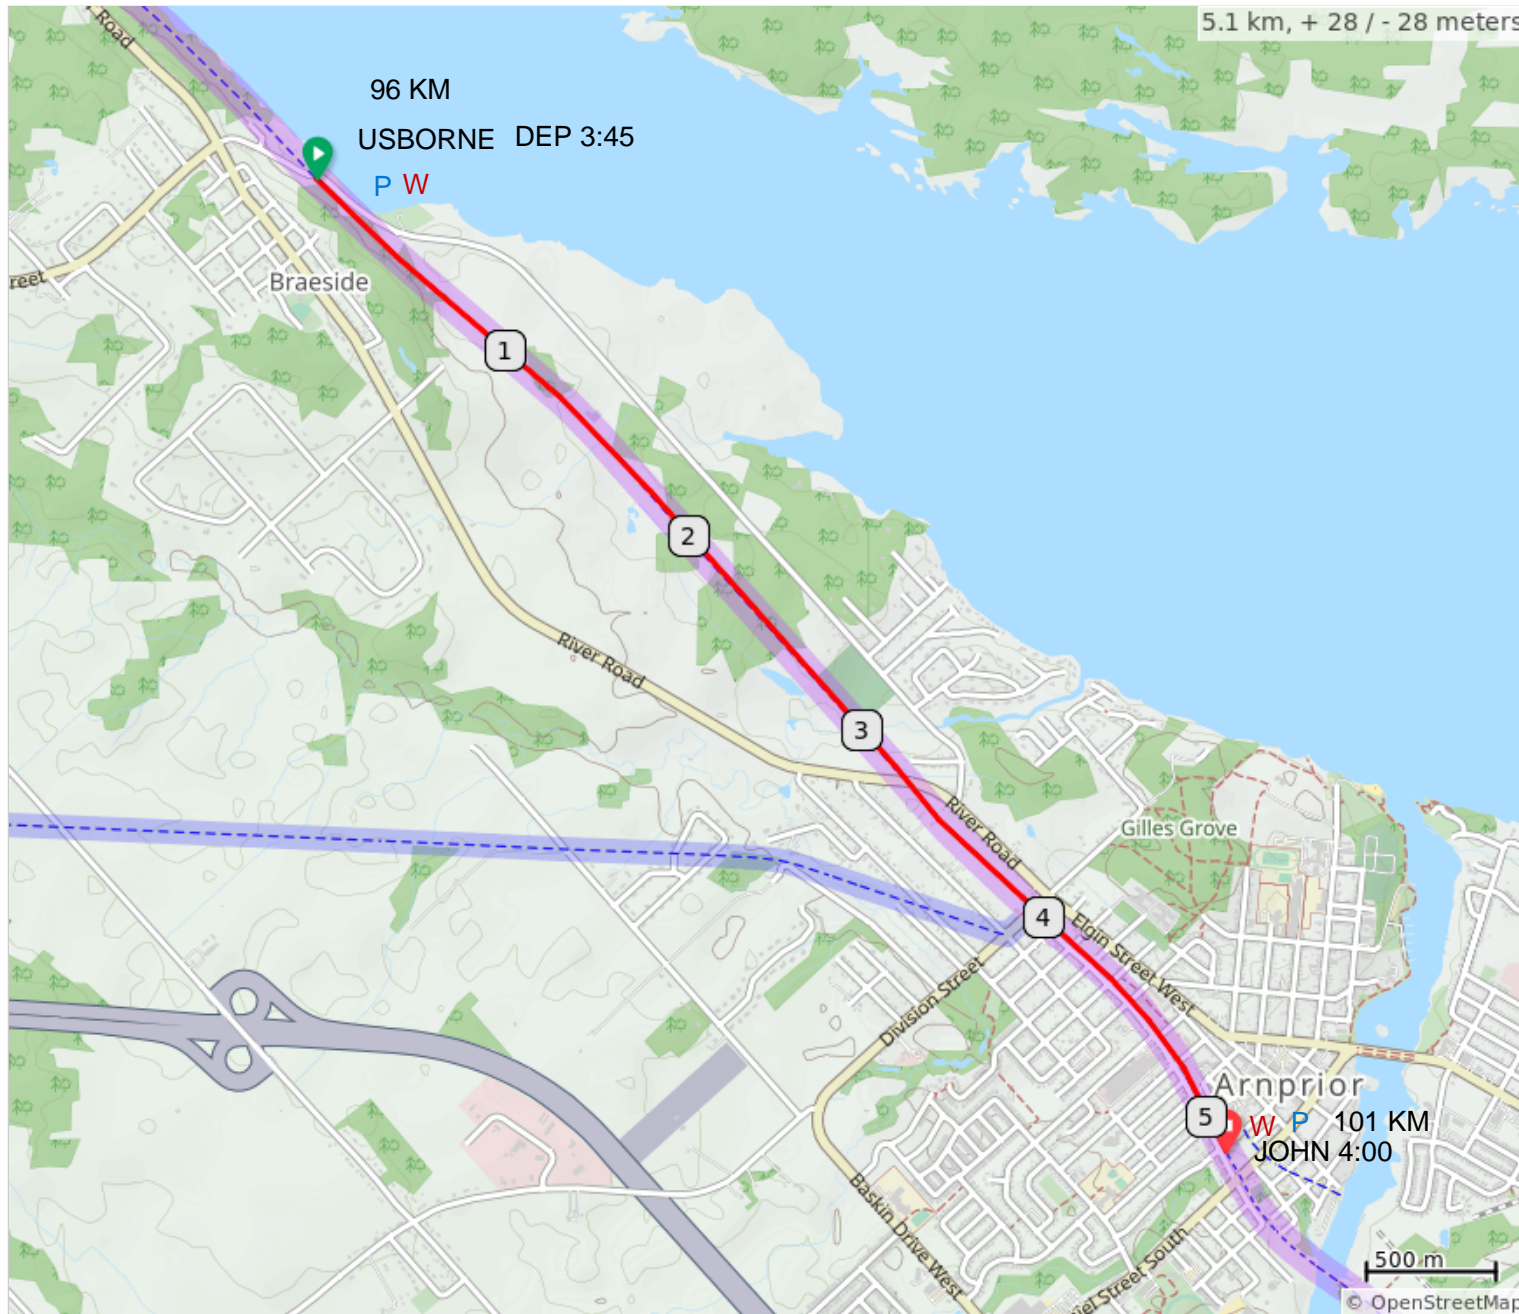 5.1 km, + 28 / - 28 meters
r Road
96 KM
USBORNE DEP 3:45
P W
reet
Braeside
1
2
River Road
3
River Road
Gilles Grove
4
Elgin Street West
Division Street
Arnprior
5
W P 101 KM
JOHN 4:00
Baskin Drive West
iel Street South
500 m
© OpenStreetMap